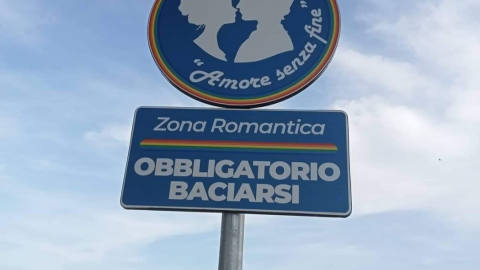 "Amore senza fine"
Zona Romantica
OBBLIGATORIO
BACIARSI